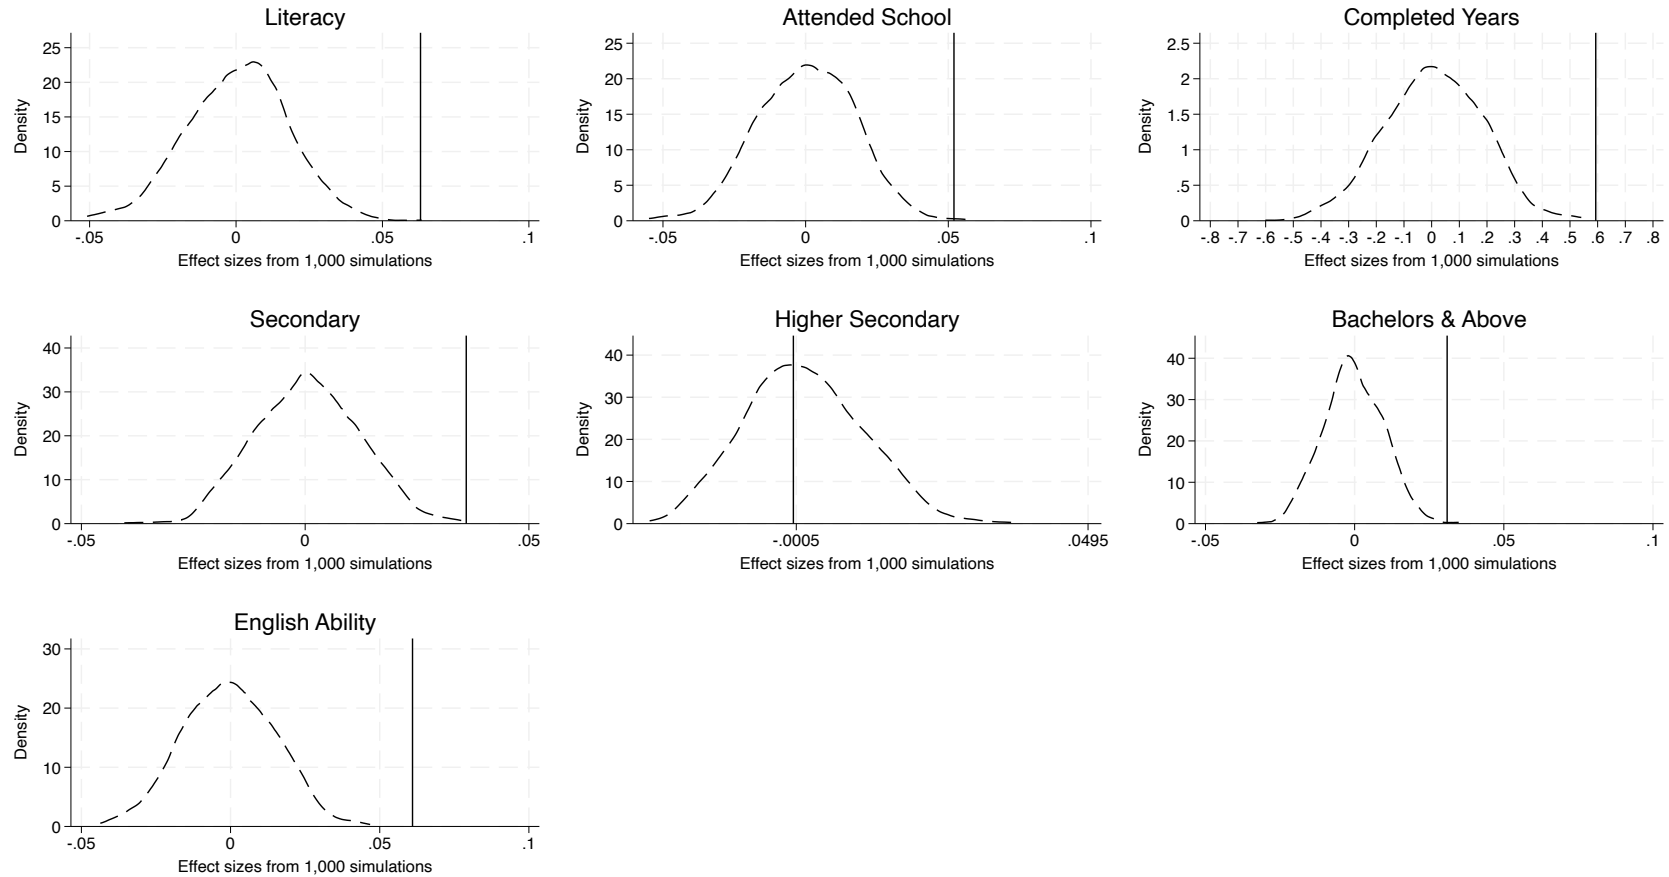 Literacy
25
20
15
10
5
0
Density
-.05 0 .05 .1
Effect sizes from 1,000 simulations
Attended School
25
20
15
10
5
0
Density
-.05 0 .05 .1
Effect sizes from 1,000 simulations
Completed Years
2.5
2
1.5
1
.5
0
Density
-.8 -.7 -.6 -.5 -.4 -.3 -.2 -.1 0 .1 .2 .3 .4 .5 .6 .7 .8
Effect sizes from 1,000 simulations
Secondary
40
30
20
10
0
Density
-.05 0 .05
Effect sizes from 1,000 simulations
Higher Secondary
40
30
20
10
0
Density
-.0005 .0495
Effect sizes from 1,000 simulations
Bachelors & Above
40
30
20
10
0
Density
-.05 0 .05 .1
Effect sizes from 1,000 simulations
English Ability
30
20
10
0
Density
-.05 0 .05 .1
Effect sizes from 1,000 simulations